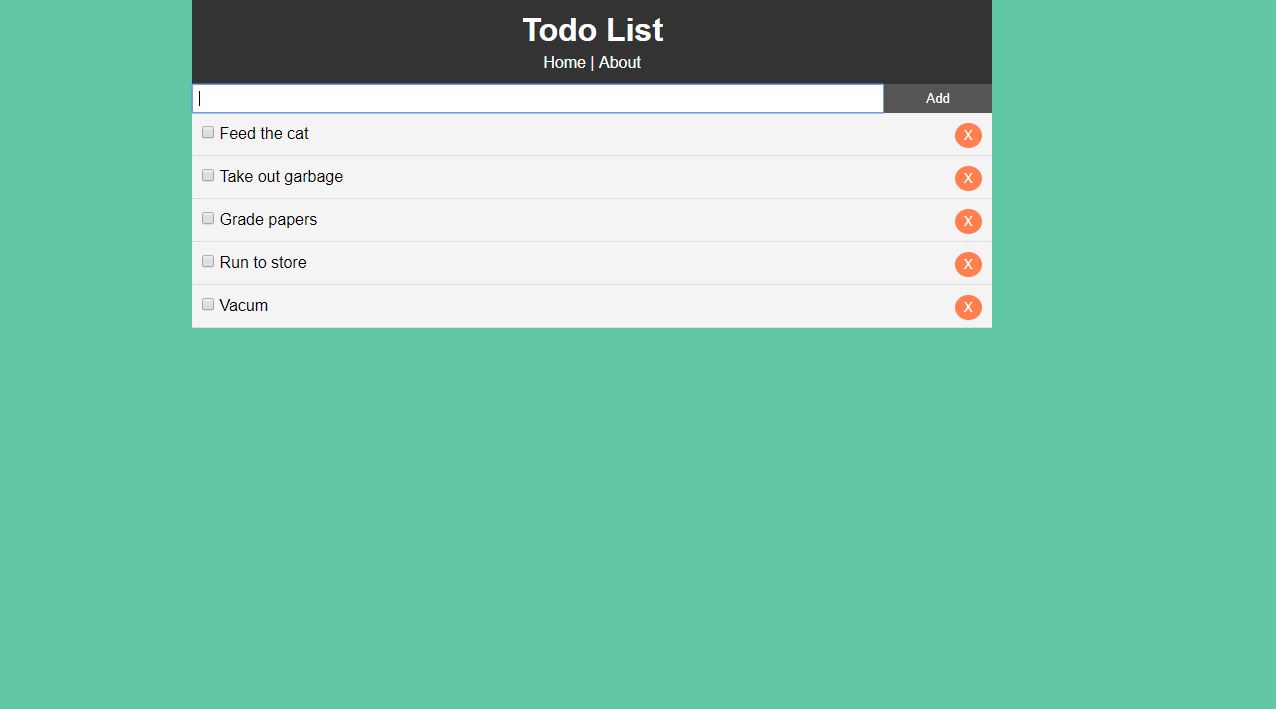 Todo List
Home | About
Add
Feed the cat X
Take out garbage X
Grade papers X
Run to store X
Vacum X